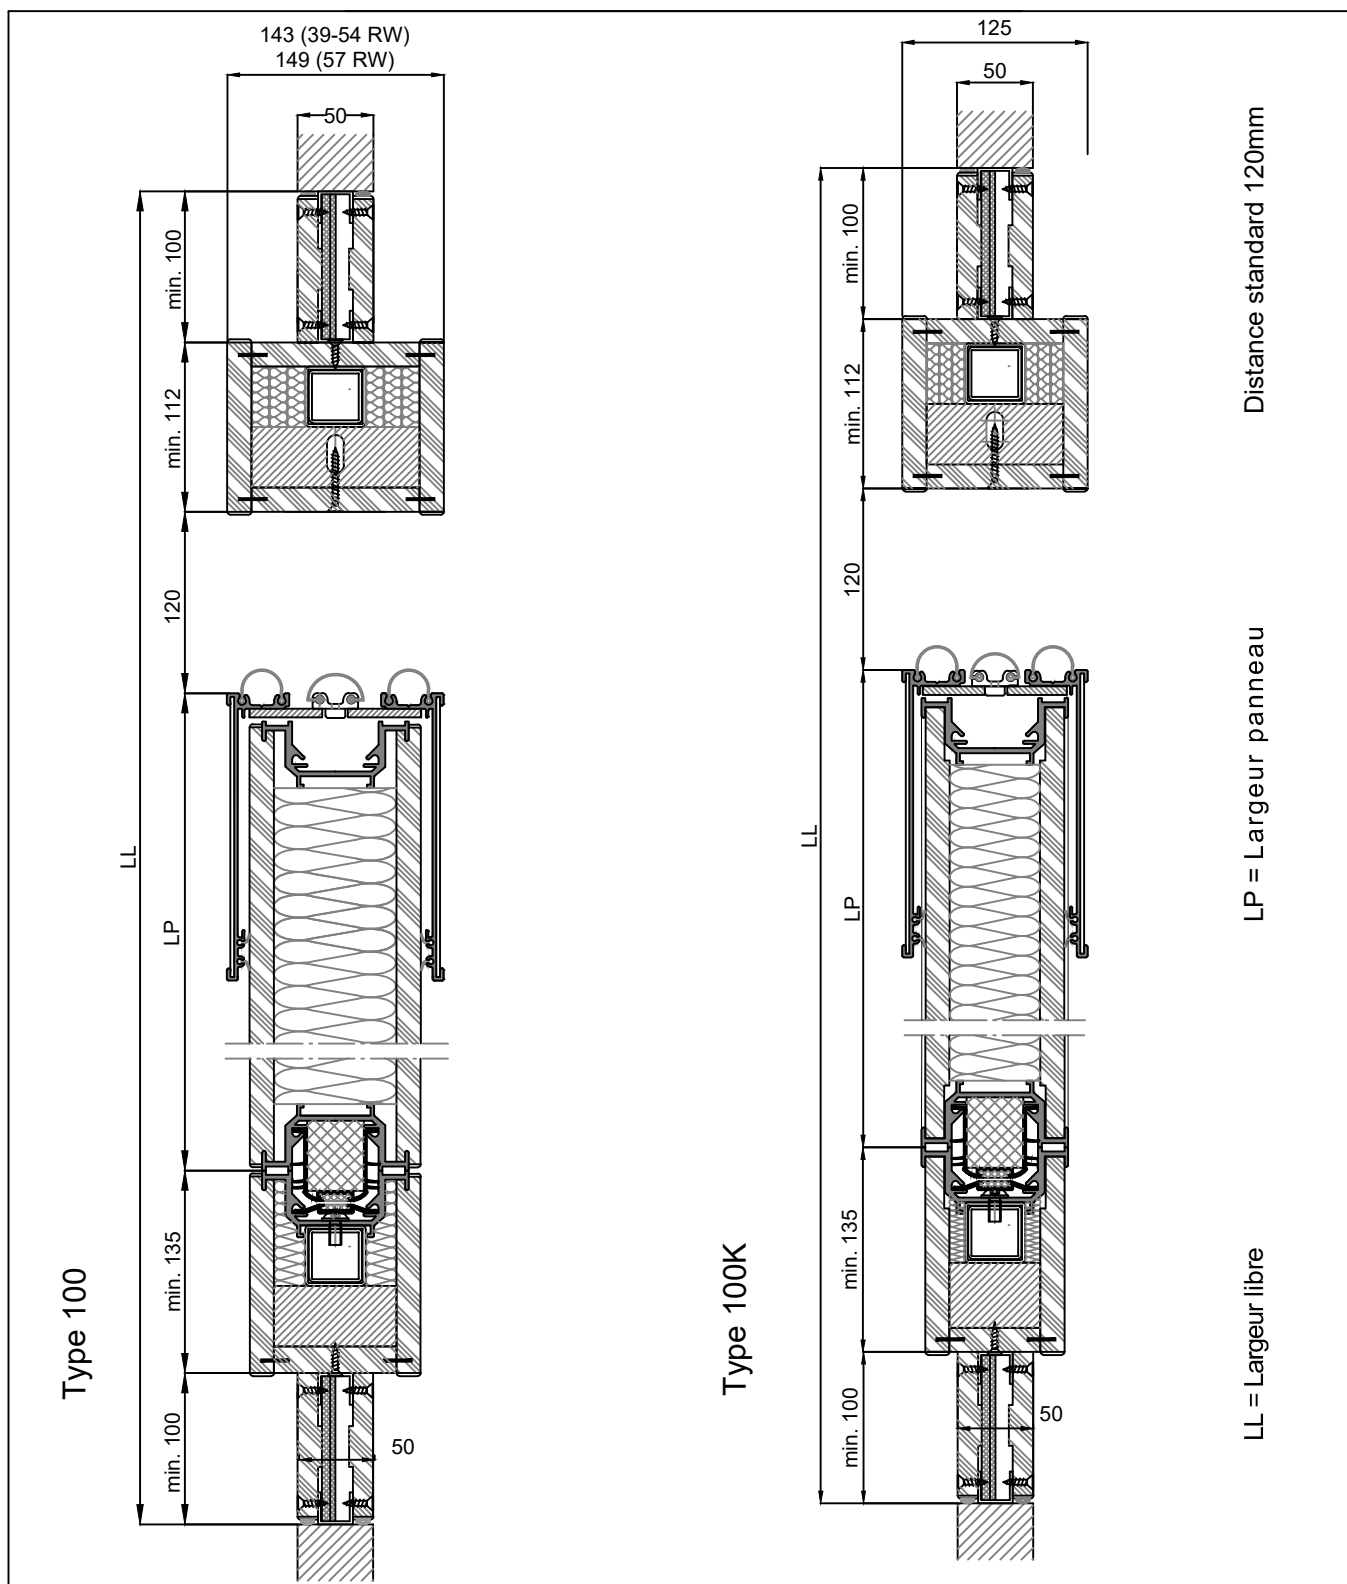 143 (39-54 RW)
149 (57 RW)
50
min. 100
min. 112
120
LL
LP
min. 135
min. 100
50
Type 100
125
50
min. 100
min. 112
120
LL
LP
min. 135
min. 100
50
Type 100K
Distance standard 120mm
LP = Largeur panneau
LL = Largeur libre